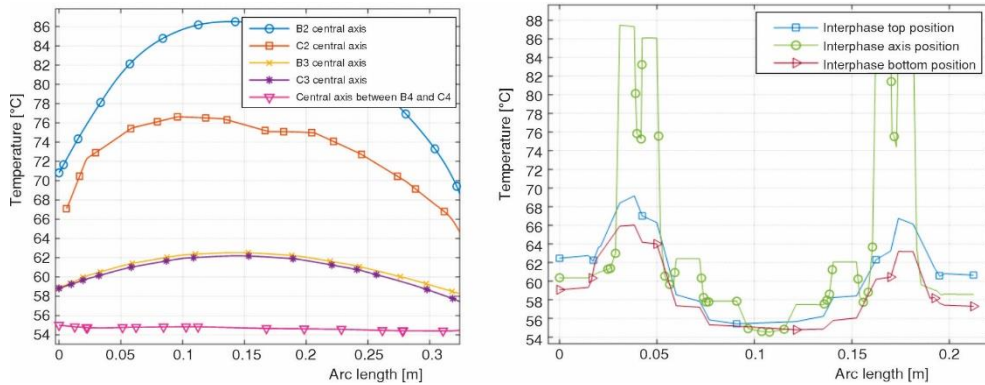 88
86
84
82
80
78
76
74
72
70
68
66
64
62
60
58
56
54
Temperature [°C]
B2 central axis
C2 central axis
B3 central axis
C3 central axis
Central axis between B4 and C4
0 0.05 0.1 0.15 0.2 0.25 0.3
Arc length [m]
88
86
84
82
80
78
76
74
72
70
68
66
64
62
60
58
56
54
Temperature [°C]
Interphase top position
Interphase axis position
Interphase bottom position
0 0.05 0.1 0.15 0.2
Arc length [m]